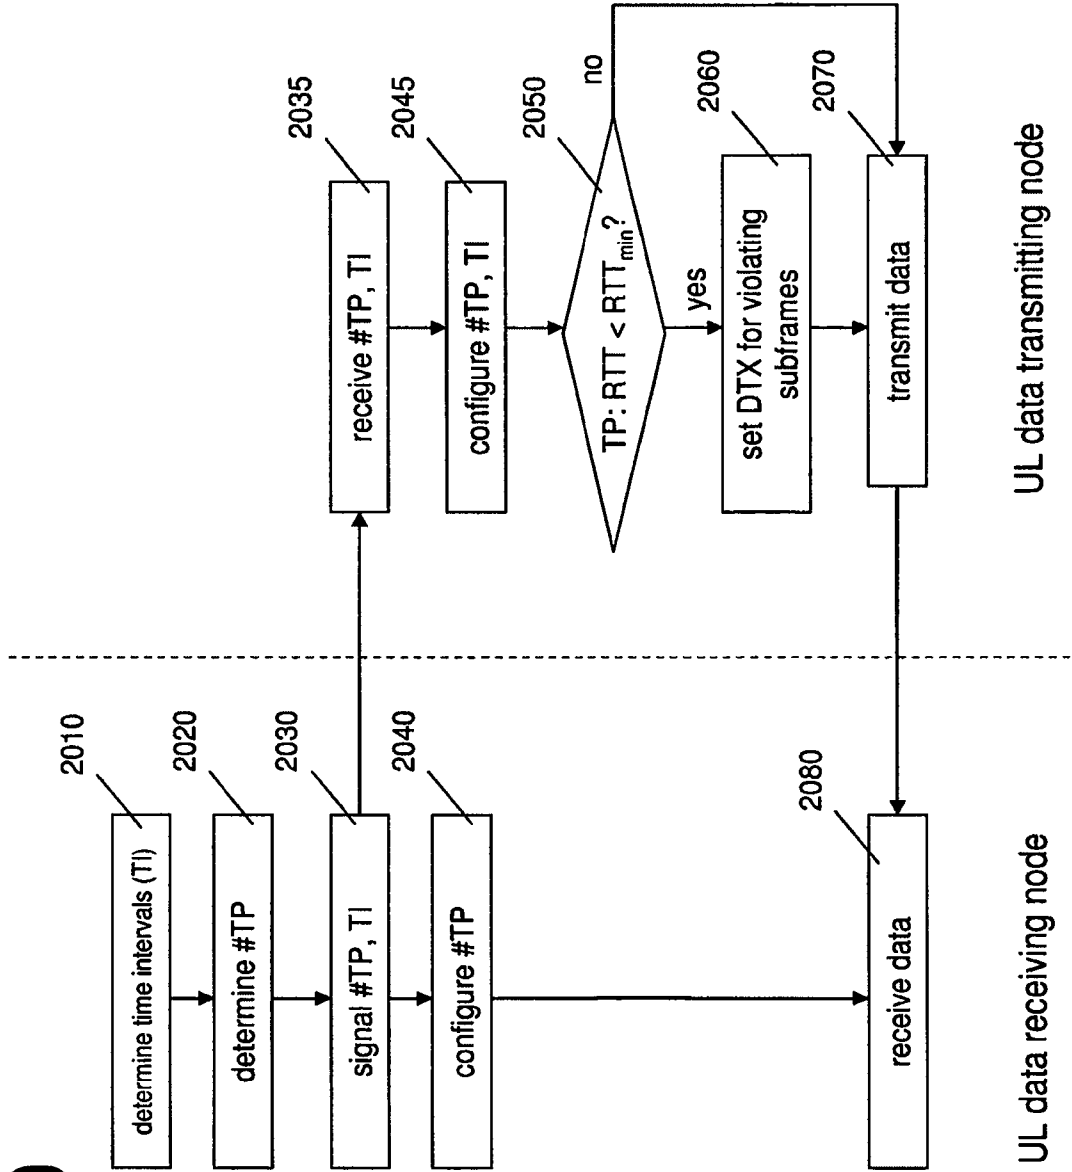 2010
determine time intervals (TI)
2020
determine #TP
2030
signal #TP, TI
2040
configure #TP
2080
receive data
UL data receiving node
2035
receive #TP, TI
2045
configure #TP, TI
2050
TP: RTT < RTTmin?
no
yes
2060
set DTX for violating
subframes
2070
transmit data
UL data transmitting node